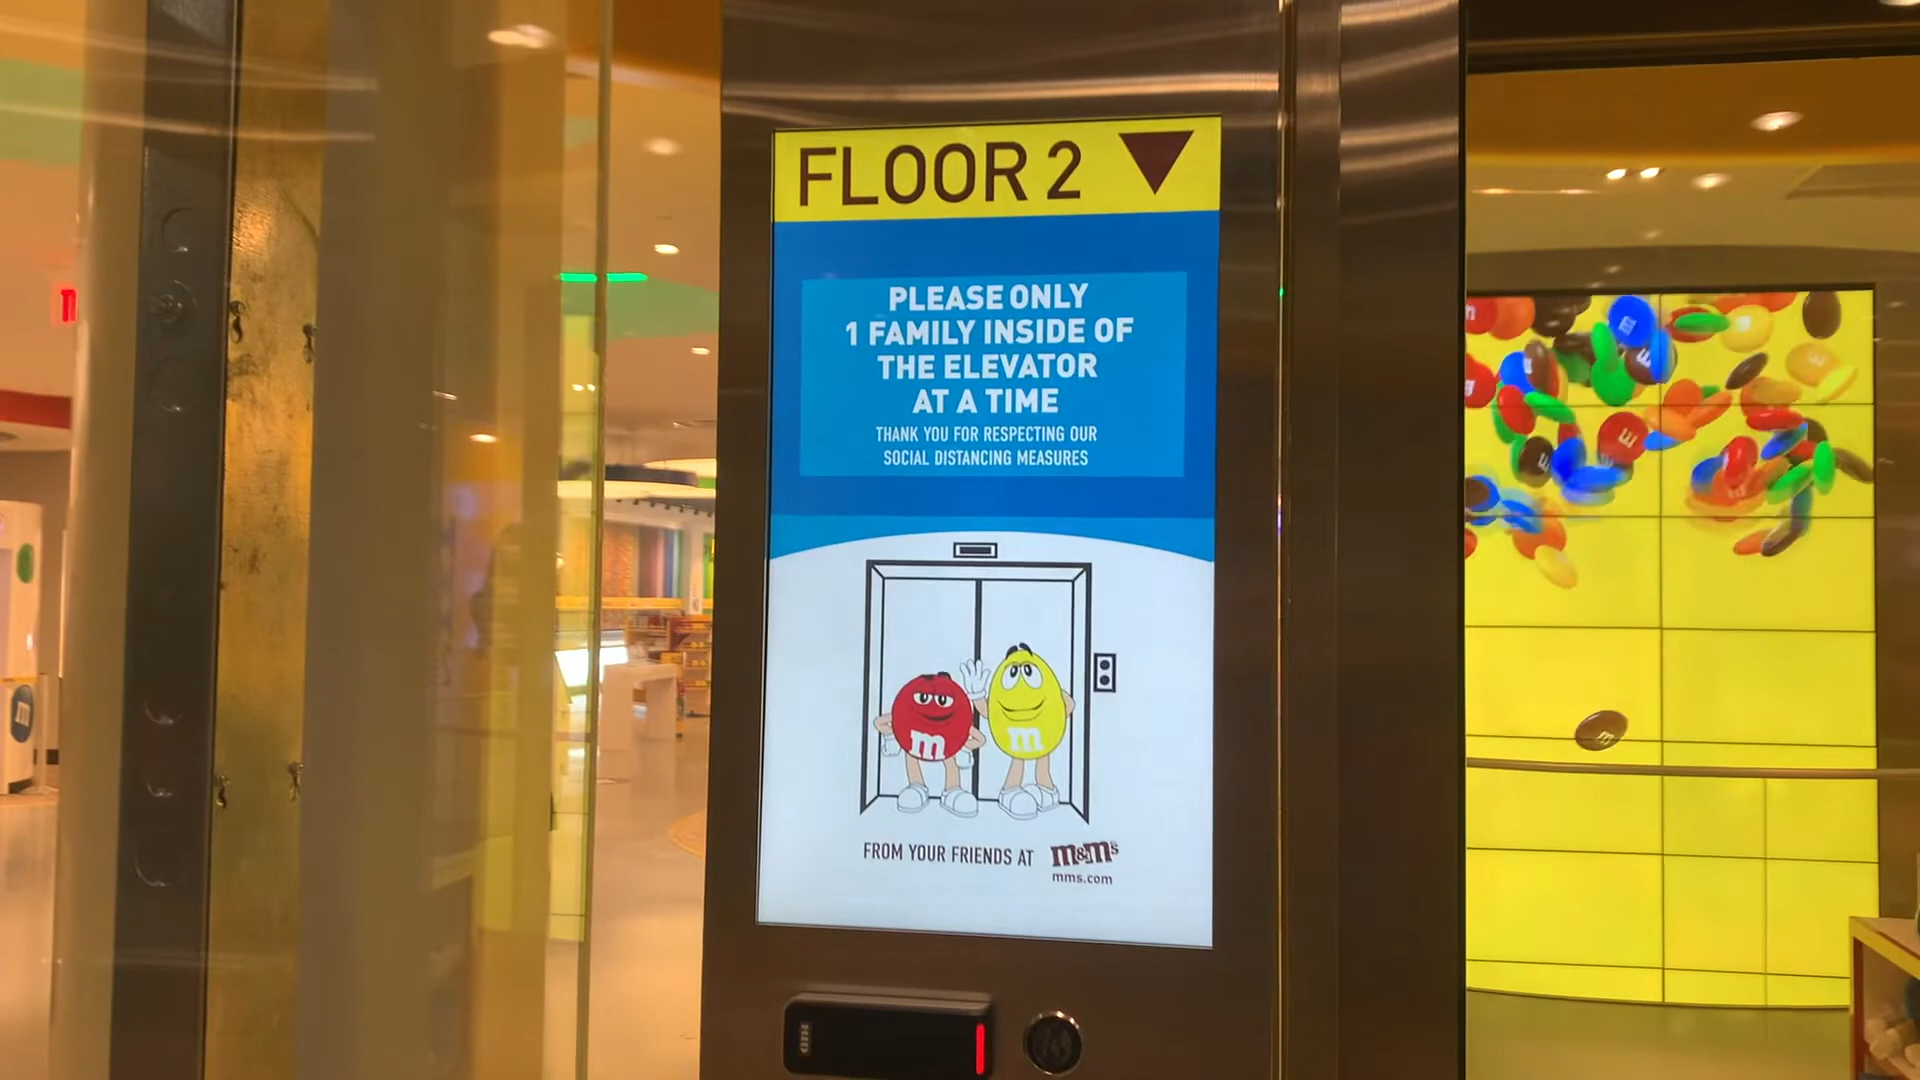 FLOOR 2
PLEASE ONLY
1 FAMILY INSIDE OF
THE ELEVATOR
AT A TIME
THANK YOU FOR RESPECTING OUR
SOCIAL DISTANCING MEASURES
m
m
FROM YOUR FRIENDS AT m&m's
mms.com
HID